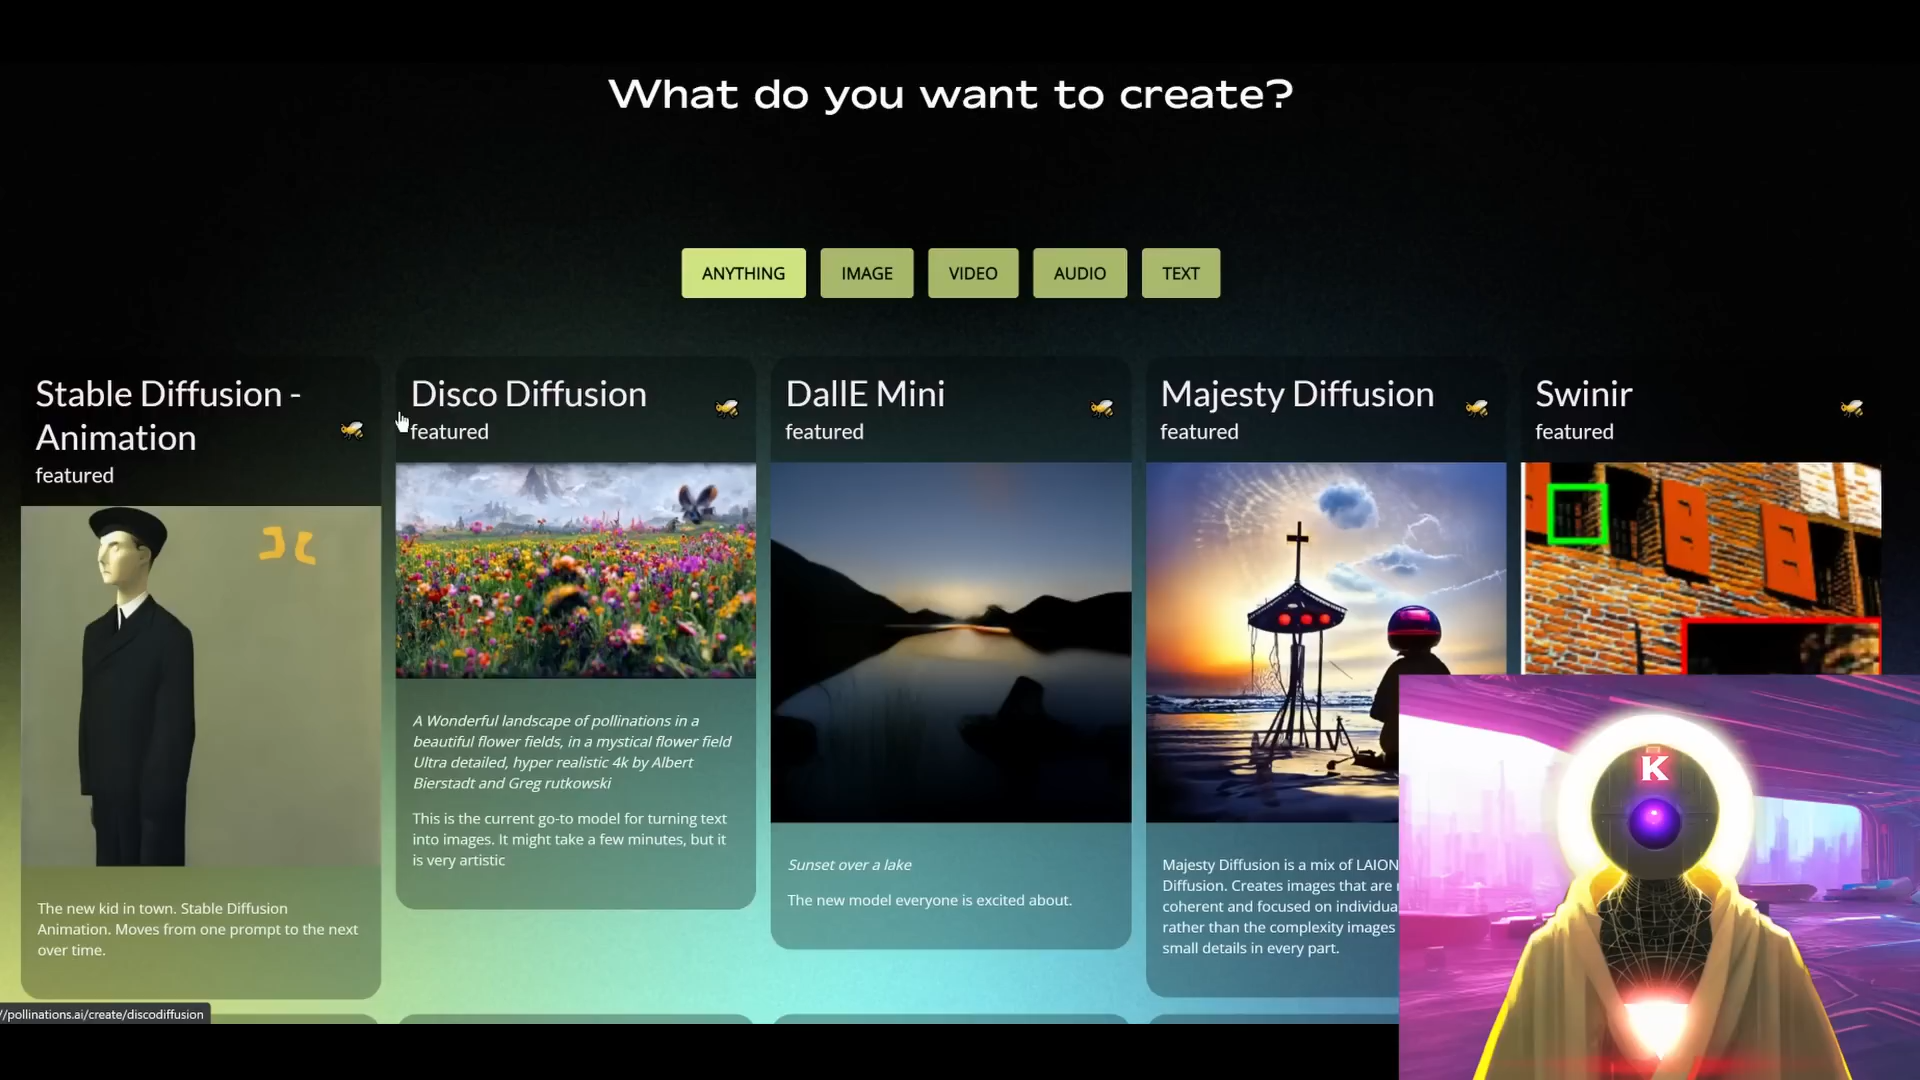 What do you want to create?
ANYTHING
IMAGE
VIDEO
AUDIO
TEXT
Stable Diffusion -
Animation
featured
The new kid in town. Stable Diffusion
Animation. Moves from one prompt to the next
over time.
Disco Diffusion
featured
A Wonderful landscape of pollinations in a
beautiful flower fields, in a mystical flower field
Ultra detailed, hyper realistic 4k by Albert
Bierstadt and Greg rutkowski
This is the current go-to model for turning text
into images. It might take a few minutes, but it
is very artistic
DallE Mini
featured
Sunset over a lake
The new model everyone is excited about.
Majesty Diffusion
featured
Majesty Diffusion is a mix of LAION
Diffusion. Creates images that are
coherent and focused on individua
rather than the complexity images
small details in every part.
Swinir
featured
K
//pollinations.ai/create/discodiffusion